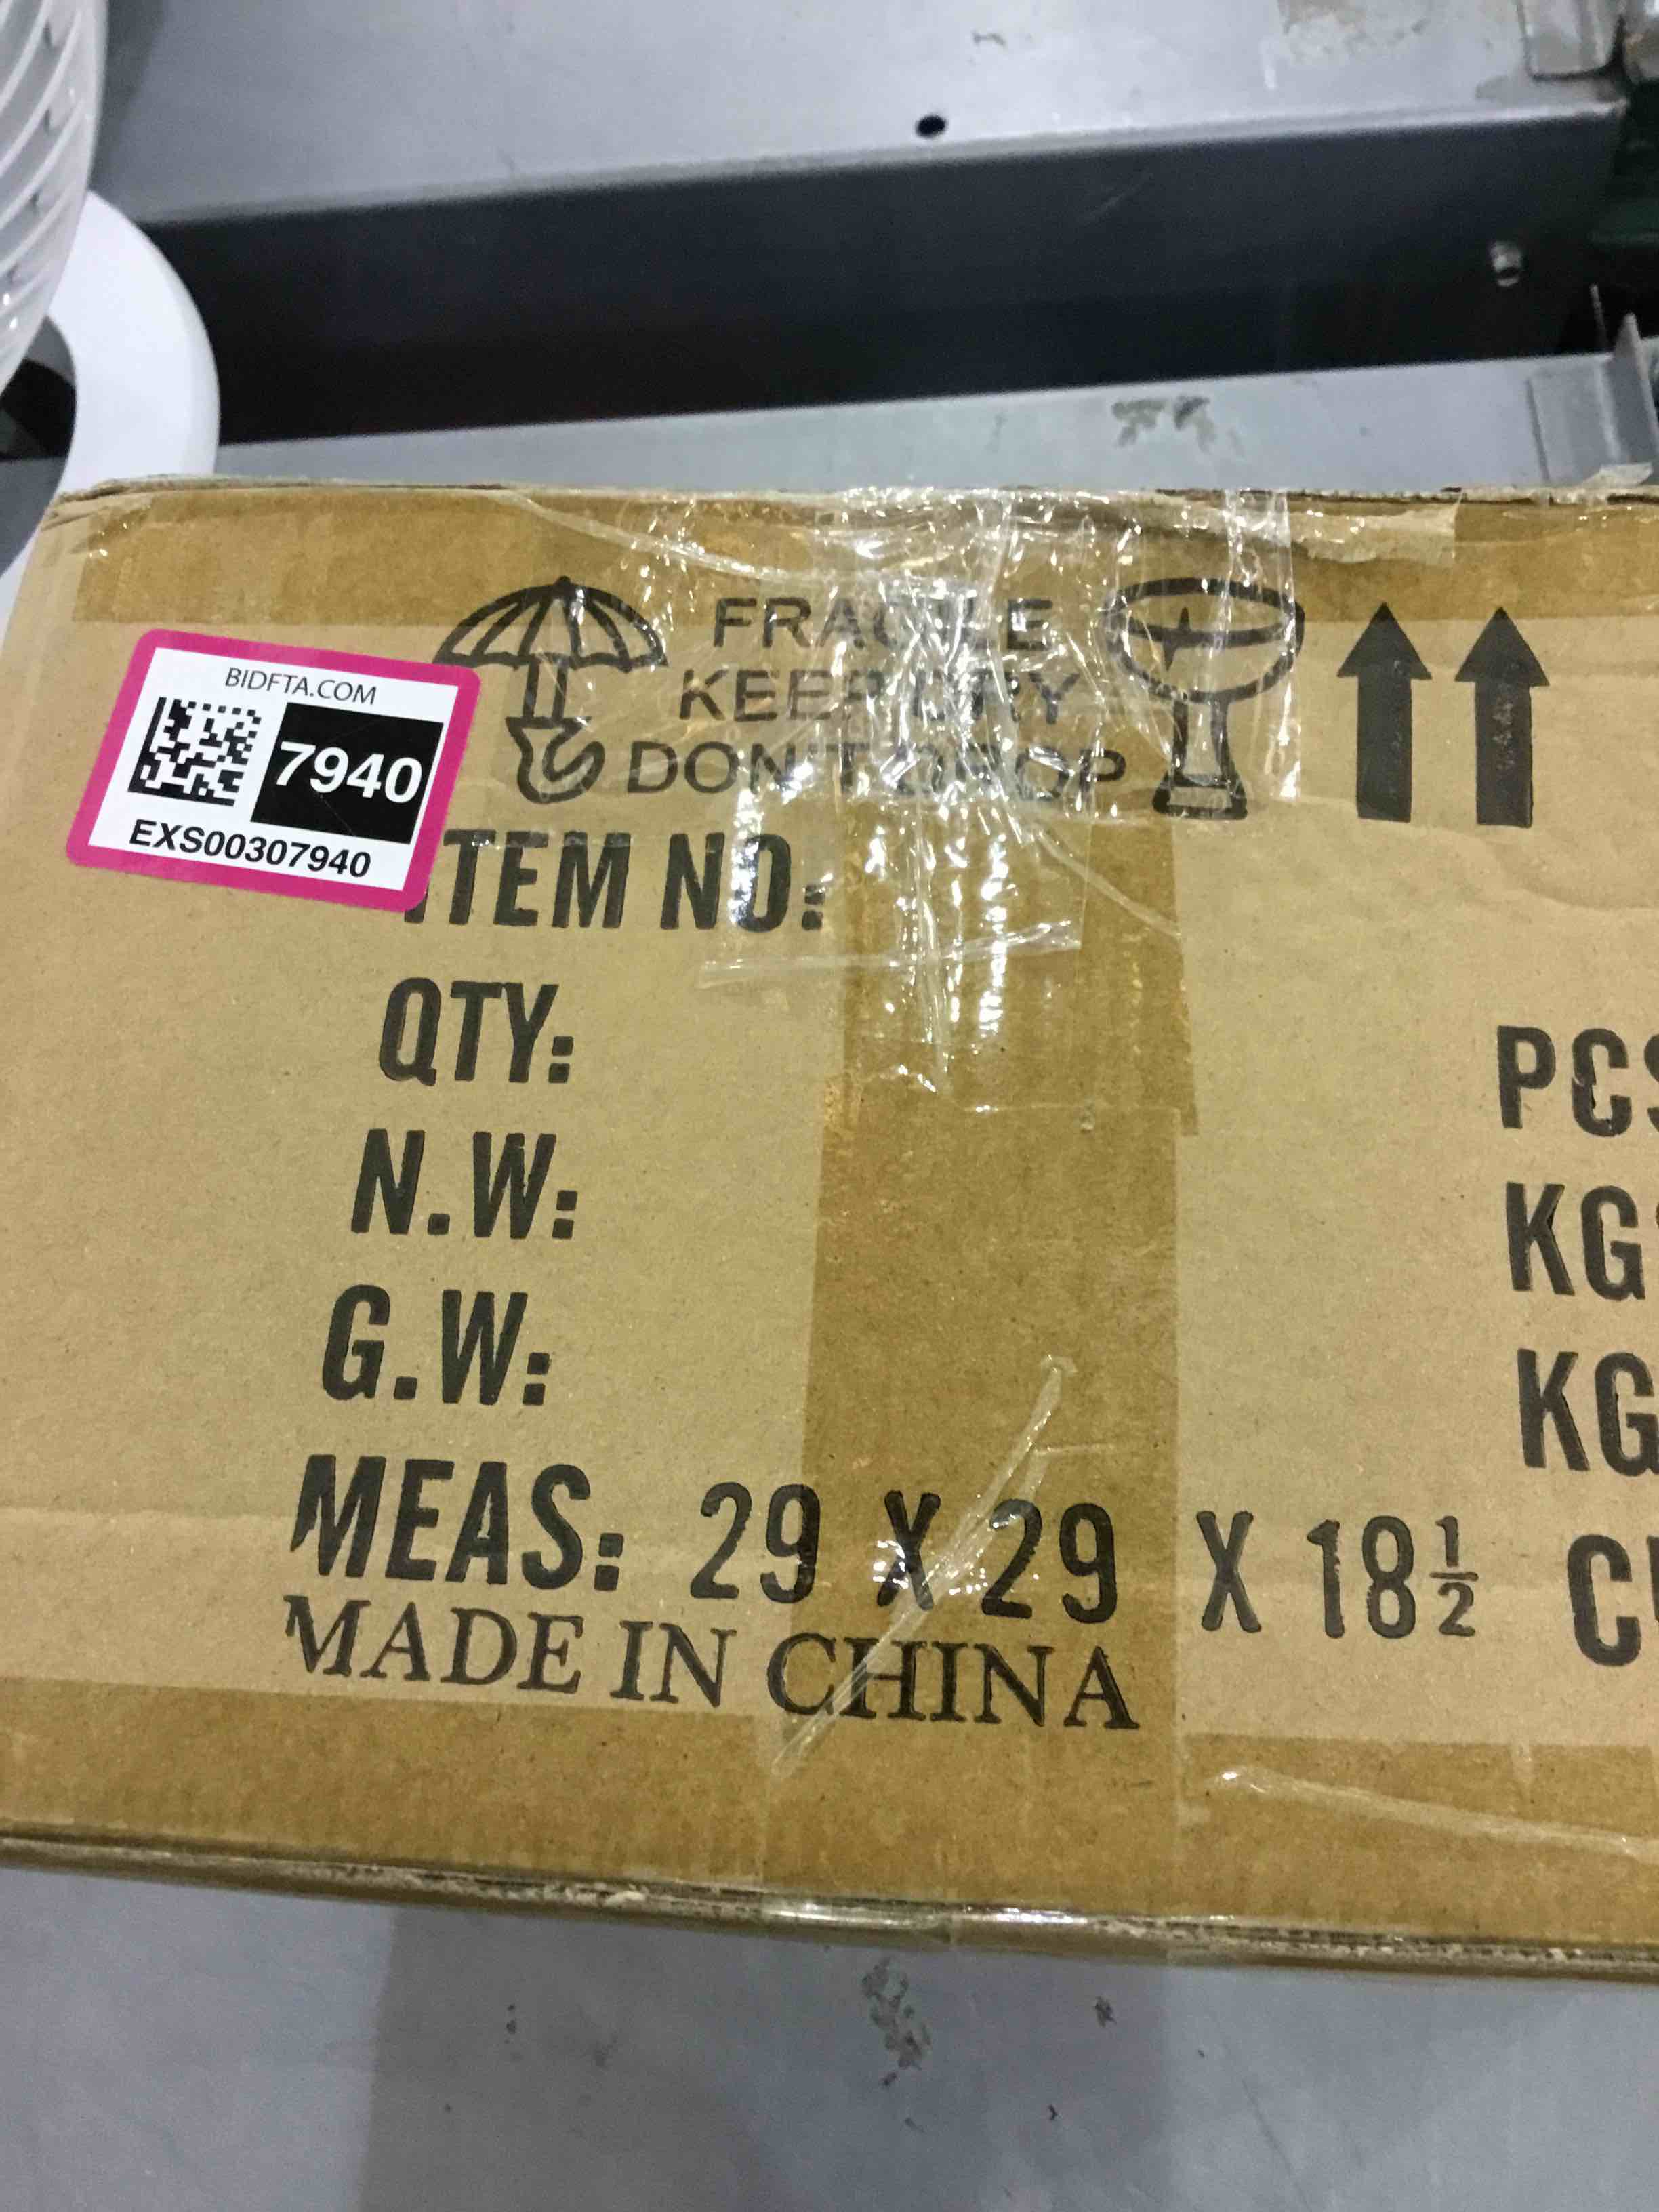 BIDFTA.COM
7940
EXS00307940
FRAGILE
KEEP DRY
DON'T DROP
ITEM NO:
QTY: PCS
N.W: KG
G.W: KG
MEAS: 29 X 29 X 18½ C
MADE IN CHINA